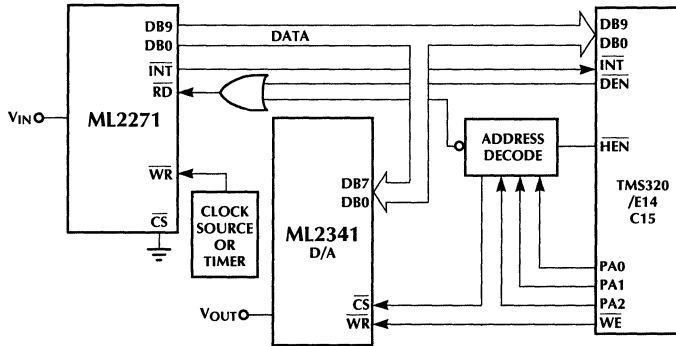 DB9
DB0
INT
RD
VIN
ML2271
WR
CS
DATA
CLOCK
SOURCE
OR
TIMER
DB7
DB0
ML2341
D/A
CS
WR
VOUT
ADDRESS
DECODE
DB9
DB0
INT
DEN
HEN
TMS320
/E14
C15
PA0
PA1
PA2
WE